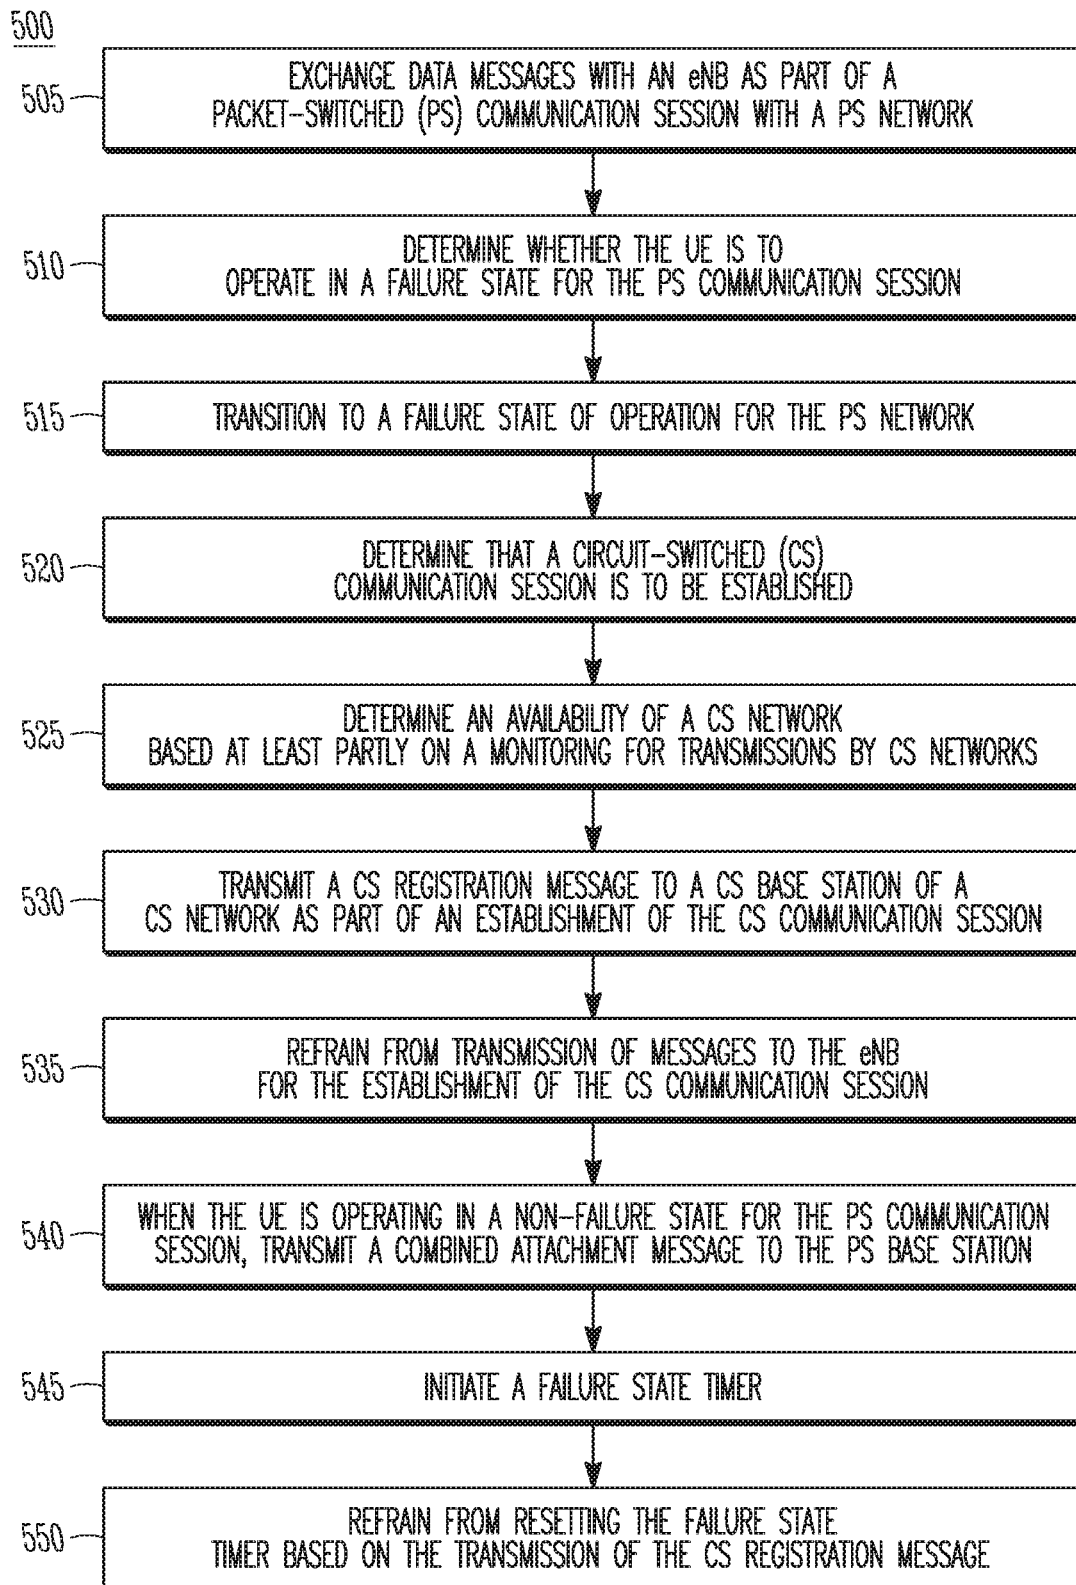 500
505
EXCHANGE DATA MESSAGES WITH AN eNB AS PART OF A
PACKET-SWITCHED (PS) COMMUNICATION SESSION WITH A PS NETWORK
510
DETERMINE WHETHER THE UE IS TO
OPERATE IN A FAILURE STATE FOR THE PS COMMUNICATION SESSION
515
TRANSITION TO A FAILURE STATE OF OPERATION FOR THE PS NETWORK
520
DETERMINE THAT A CIRCUIT-SWITCHED (CS)
COMMUNICATION SESSION IS TO BE ESTABLISHED
525
DETERMINE AN AVAILABILITY OF A CS NETWORK
BASED AT LEAST PARTLY ON A MONITORING FOR TRANSMISSIONS BY CS NETWORKS
530
TRANSMIT A CS REGISTRATION MESSAGE TO A CS BASE STATION OF A
CS NETWORK AS PART OF AN ESTABLISHMENT OF THE CS COMMUNICATION SESSION
535
REFRAIN FROM TRANSMISSION OF MESSAGES TO THE eNB
FOR THE ESTABLISHMENT OF THE CS COMMUNICATION SESSION
540
WHEN THE UE IS OPERATING IN A NON-FAILURE STATE FOR THE PS COMMUNICATION
SESSION, TRANSMIT A COMBINED ATTACHMENT MESSAGE TO THE PS BASE STATION
545
INITIATE A FAILURE STATE TIMER
550
REFRAIN FROM RESETTING THE FAILURE STATE
TIMER BASED ON THE TRANSMISSION OF THE CS REGISTRATION MESSAGE